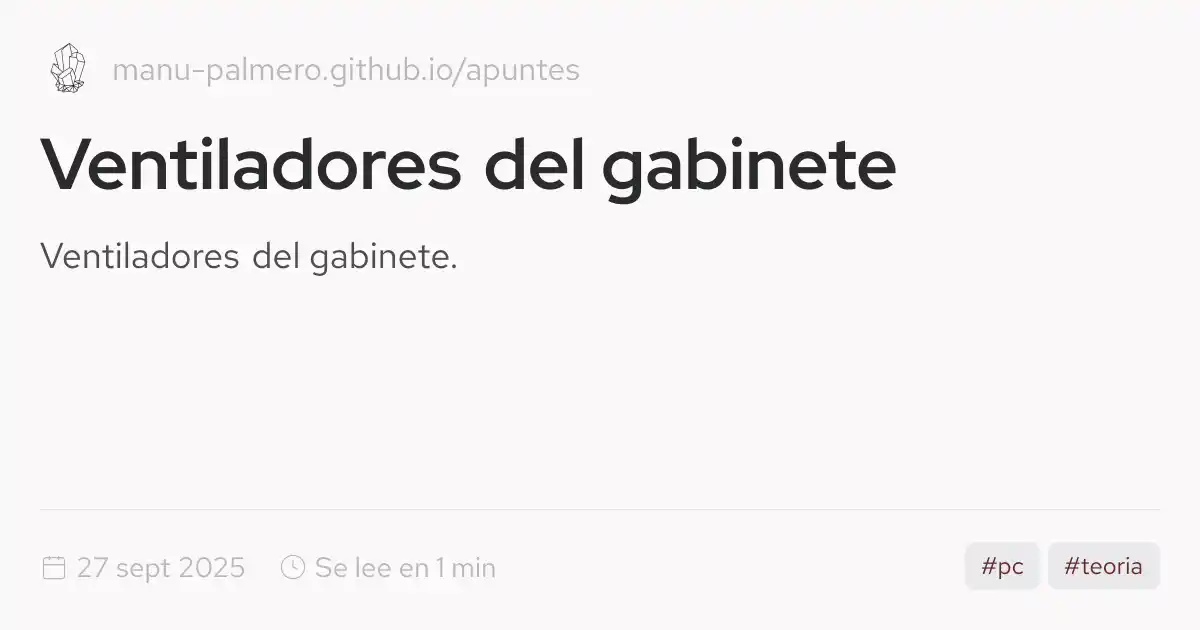 manu-palmero.github.io/apuntes
Ventiladores del gabinete
Ventiladores del gabinete.
27 sept 2025 Se lee en 1 min #pc #teoria